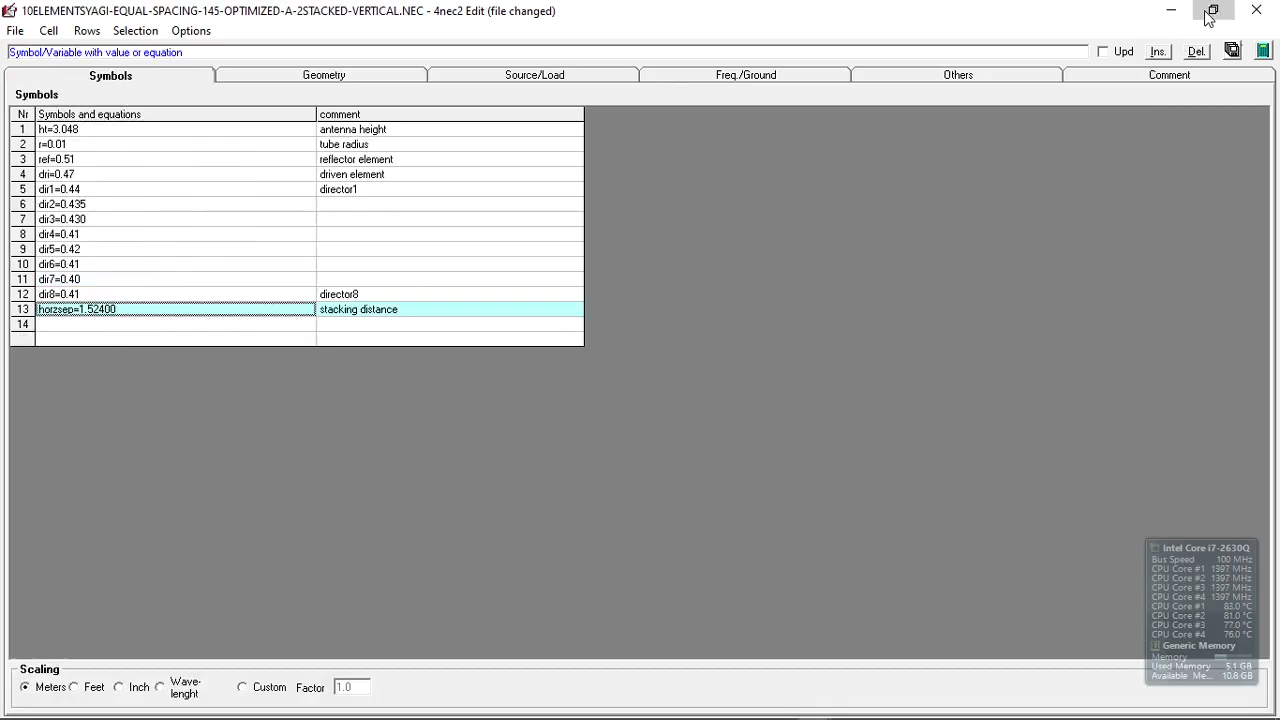 10ELEMENTSYAGI-EQUAL-SPACING-145-OPTIMIZED-A-2STACKED-VERTICAL.NEC - 4nec2 Edit (file changed)
File Cell Rows Selection Options
Symbol/Variable with value or equation Upd Ins. Del.
Symbols Geometry Source/Load Freq./Ground Others Comment
Symbols
Nr Symbols and equations comment
1 ht=3.048 antenna height
2 r=0.01 tube radius
3 ref=0.51 reflector element
4 dri=0.47 driven element
5 dir1=0.44 director1
6 dir2=0.435
7 dir3=0.430
8 dir4=0.41
9 dir5=0.42
10 dir6=0.41
11 dir7=0.40
12 dir8=0.41 director8
13 horzsep=1.52400 stacking distance
14
Intel Core i7-2630Q
Bus Speed 100 MHz
CPU Core #1 1397 MHz
CPU Core #2 1397 MHz
CPU Core #3 1397 MHz
CPU Core #4 1397 MHz
CPU Core #1 83.0 °C
CPU Core #2 81.0 °C
CPU Core #3 77.0 °C
CPU Core #4 76.0 °C
Generic Memory
Memory
Used Memory 5.1 GB
Available Me... 10.8 GB
Scaling
Meters Feet Inch Wave-lenght Custom Factor 1.0